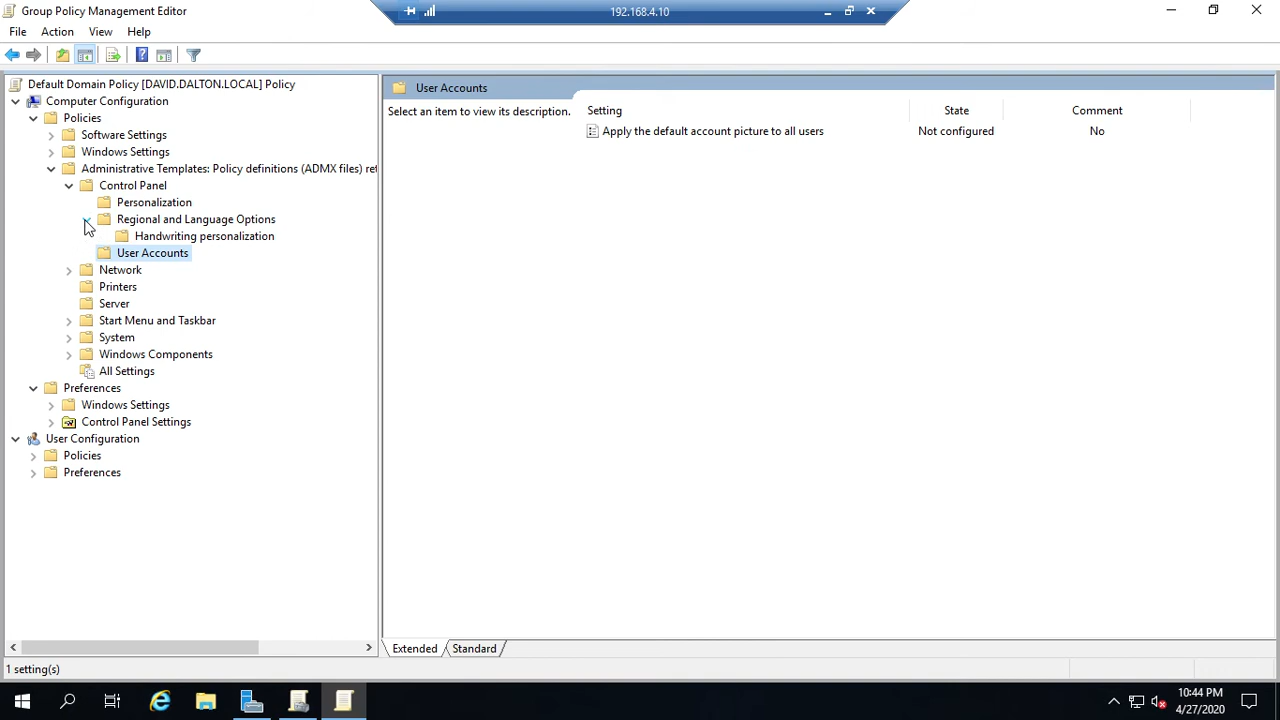 Group Policy Management Editor
192.168.4.10
File Action View Help
Default Domain Policy [DAVID.DALTON.LOCAL] Policy
Computer Configuration
Policies
Software Settings
Windows Settings
Administrative Templates: Policy definitions (ADMX files) ret
Control Panel
Personalization
Regional and Language Options
Handwriting personalization
User Accounts
Network
Printers
Server
Start Menu and Taskbar
System
Windows Components
All Settings
Preferences
Windows Settings
Control Panel Settings
User Configuration
Policies
Preferences
User Accounts
Select an item to view its description.
Setting State Comment
Apply the default account picture to all users Not configured No
Extended Standard
1 setting(s)
10:44 PM
4/27/2020